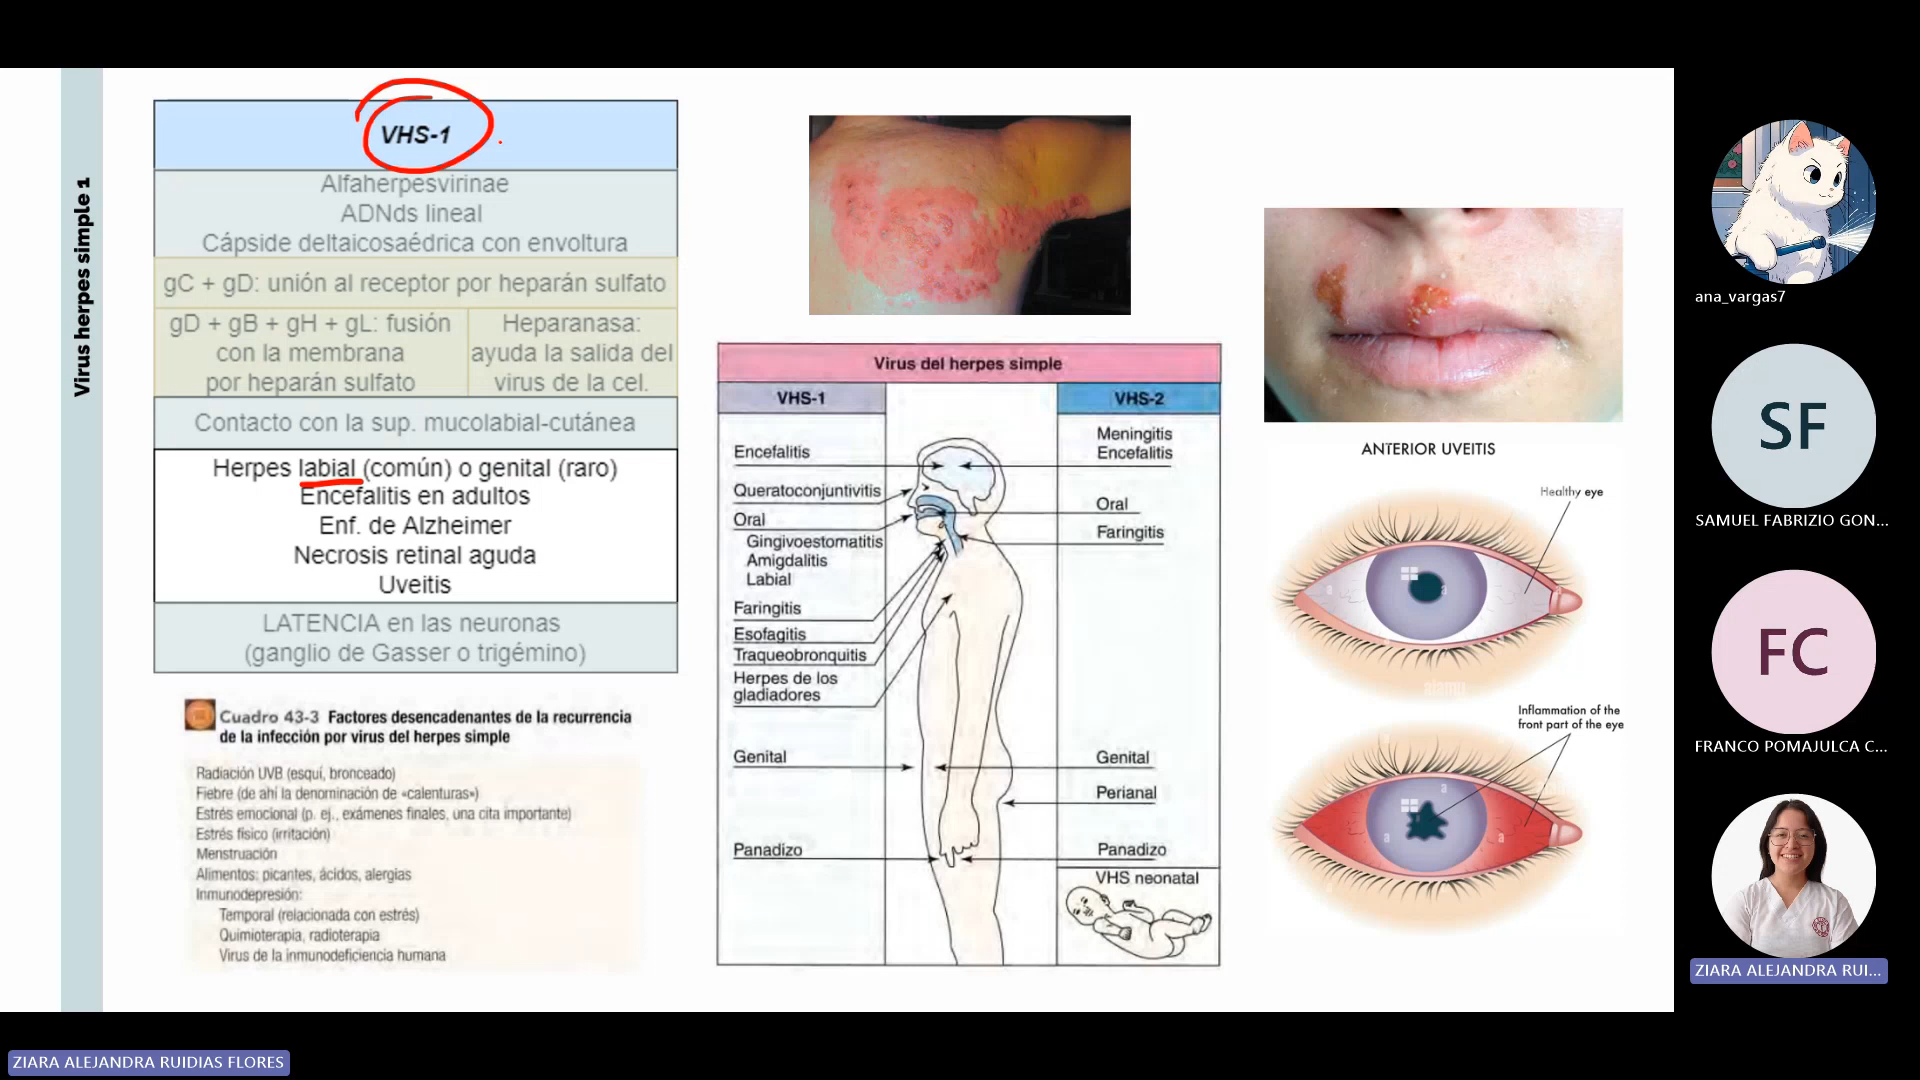 Virus herpes simple 1
VHS-1
Alfaherpesvirinae
ADNds lineal
Cápside deltaicosaédrica con envoltura
gC + gD: unión al receptor por heparán sulfato
gD + gB + gH + gL: fusión
con la membrana
por heparán sulfato
Heparanasa:
ayuda la salida del
virus de la cel.
Contacto con la sup. mucolabial-cutánea
Herpes labial (común) o genital (raro)
Encefalitis en adultos
Enf. de Alzheimer
Necrosis retinal aguda
Uveitis
LATENCIA en las neuronas
(ganglio de Gasser o trigémino)
Cuadro 43-3 Factores desencadenantes de la recurrencia
de la infección por virus del herpes simple
Radiación UVB (esquí, bronceado)
Fiebre (de ahí la denominación de «calenturas»)
Estrés emocional (p. ej., exámenes finales, una cita importante)
Estrés físico (irritación)
Menstruación
Alimentos: picantes, ácidos, alergias
Inmunodepresión:
Temporal (relacionada con estrés)
Quimioterapia, radioterapia
Virus de la inmunodeficiencia humana
Virus del herpes simple
VHS-1
Encefalitis
Queratoconjuntivitis
Oral
Gingivoestomatitis
Amigdalitis
Labial
Faringitis
Esofagitis
Traqueobronquitis
Herpes de los
gladiadores
Genital
Panadizo
VHS-2
Meningitis
Encefalitis
Oral
Faringitis
Genital
Perianal
Panadizo
VHS neonatal
ANTERIOR UVEITIS
Healthy eye
a
a
a
alamy
Inflammation of the
front part of the eye
a
a
a
ana_vargas7
SF
SAMUEL FABRIZIO GON...
FC
FRANCO POMAJULCA C...
ZIARA ALEJANDRA RUI...
ZIARA ALEJANDRA RUIDIAS FLORES